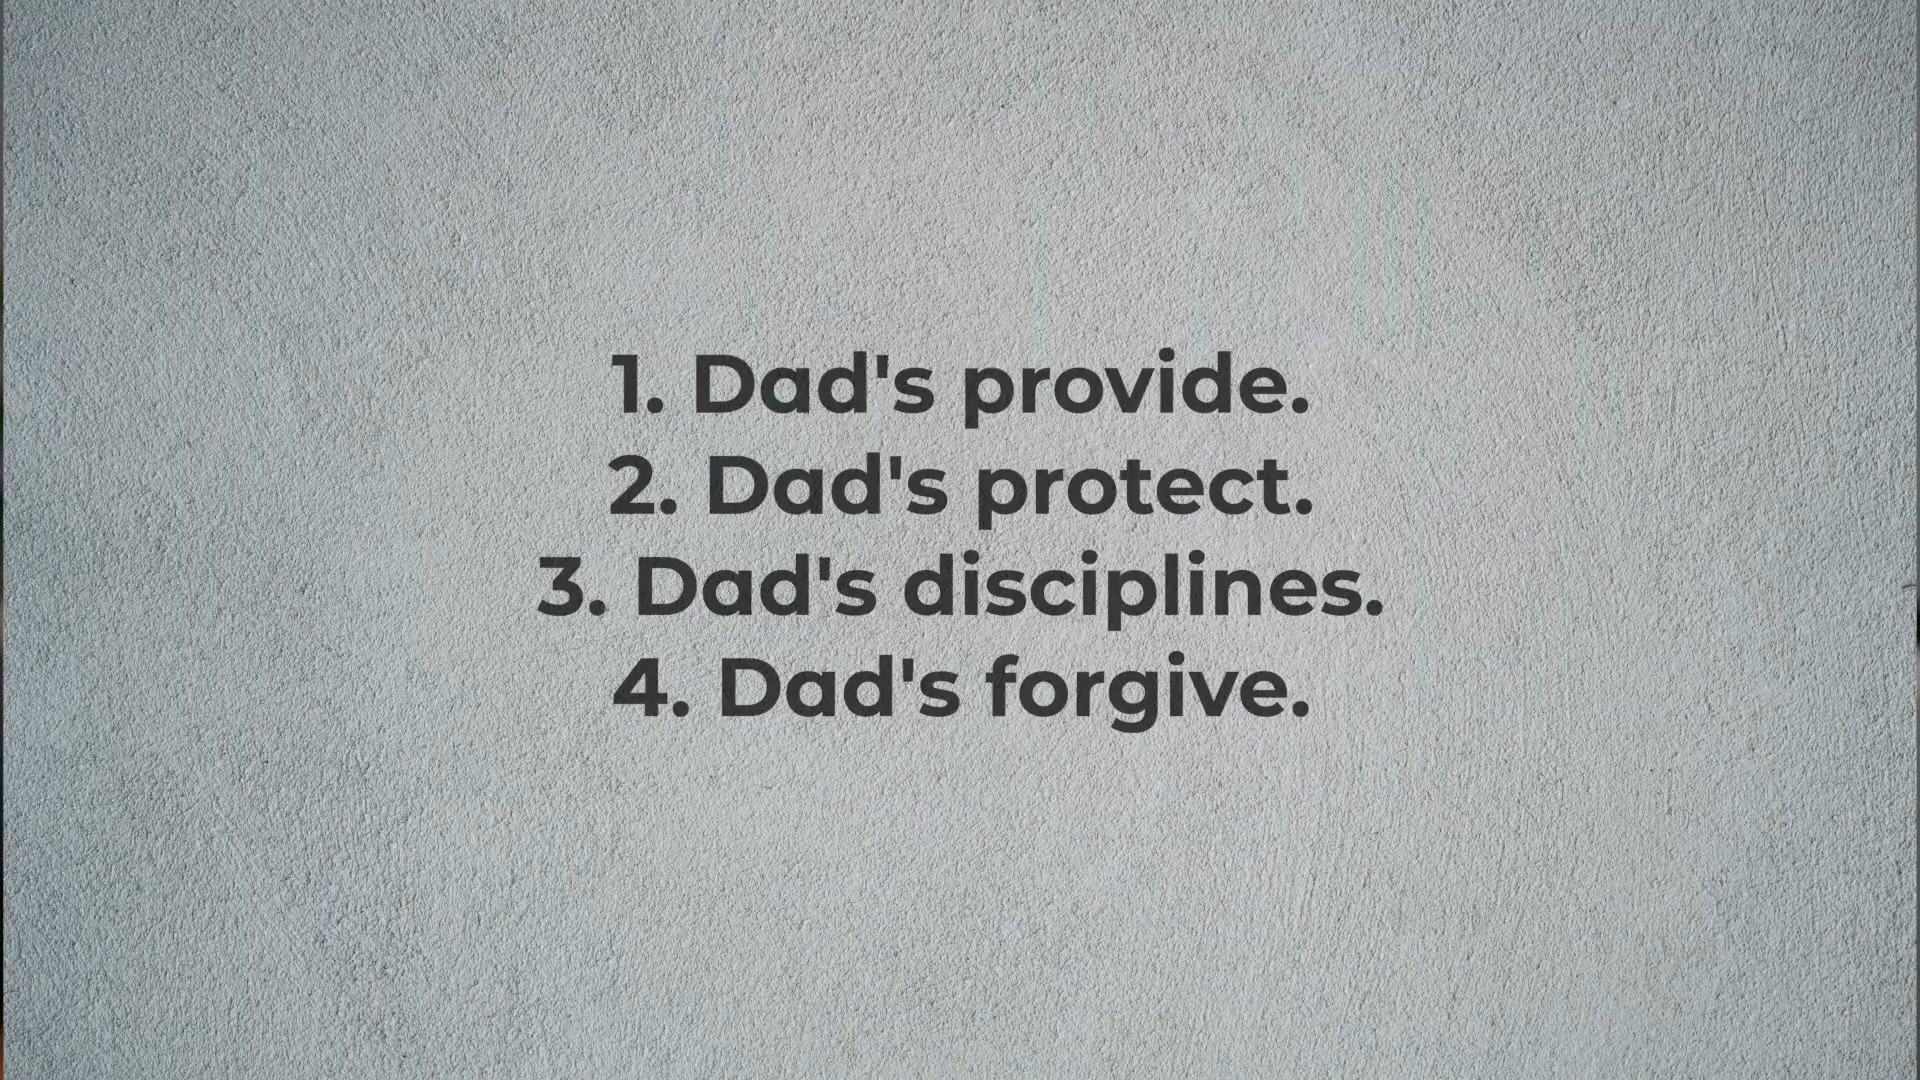 1. Dad's provide.
2. Dad's protect.
3. Dad's disciplines.
4. Dad's forgive.